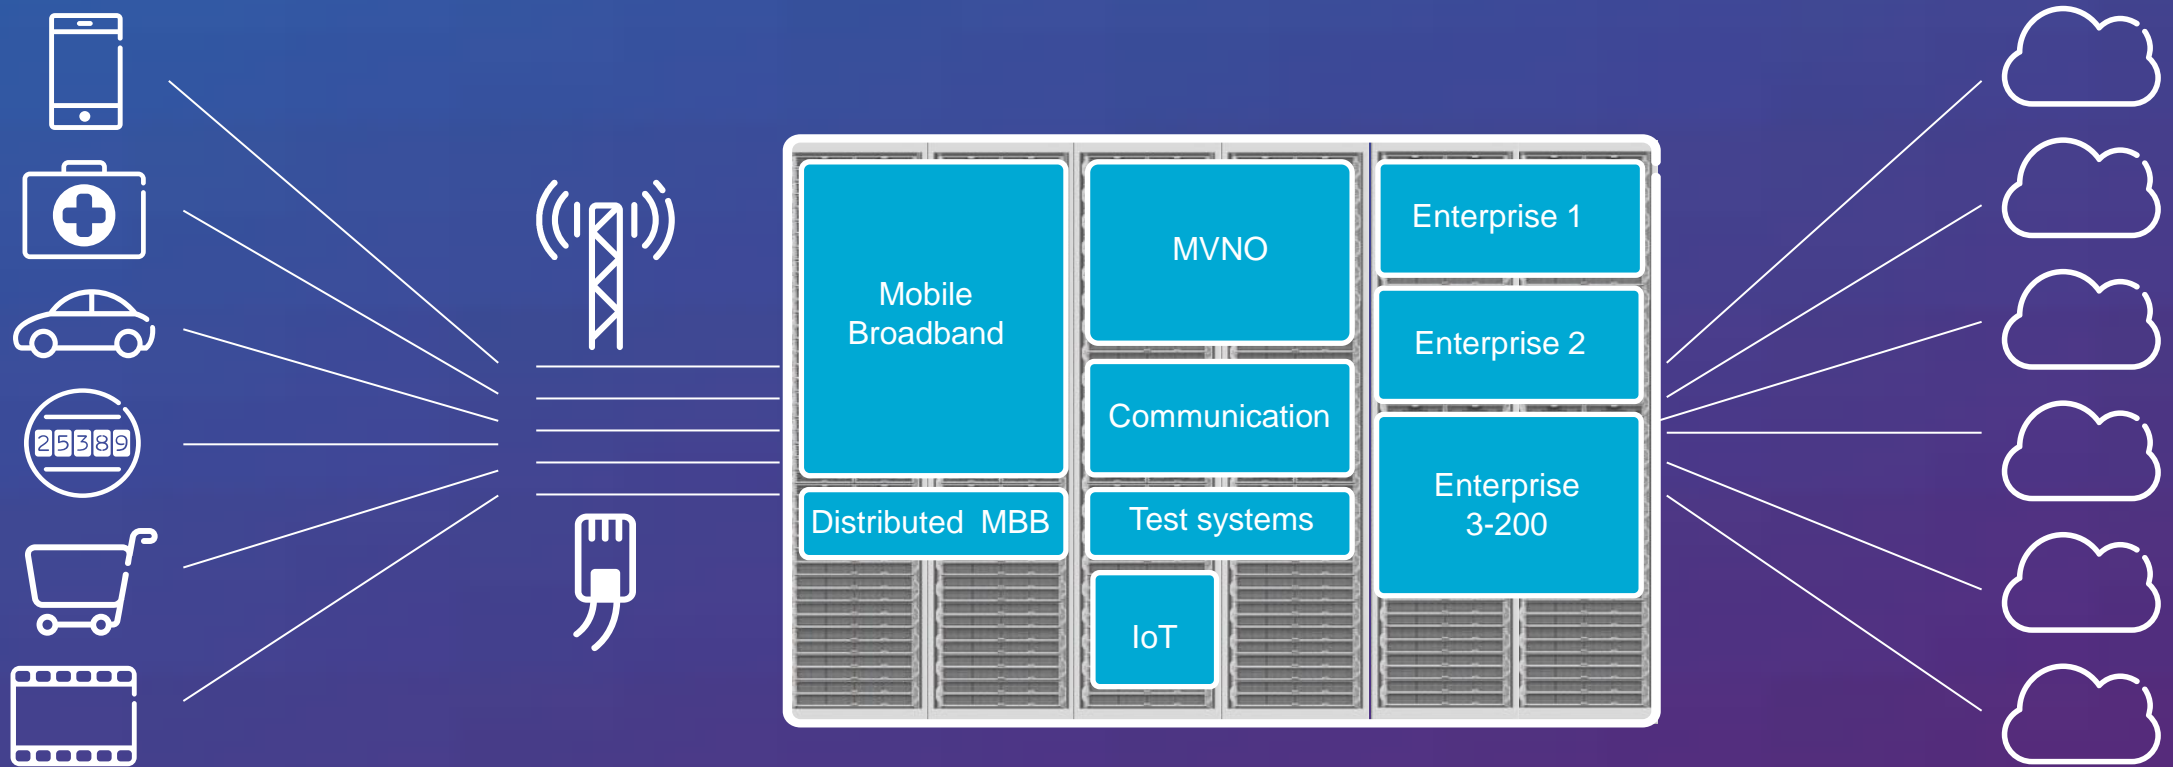 25389
Mobile
Broadband
Distributed MBB
MVNO
Communication
Test systems
IoT
Enterprise 1
Enterprise 2
Enterprise
3-200